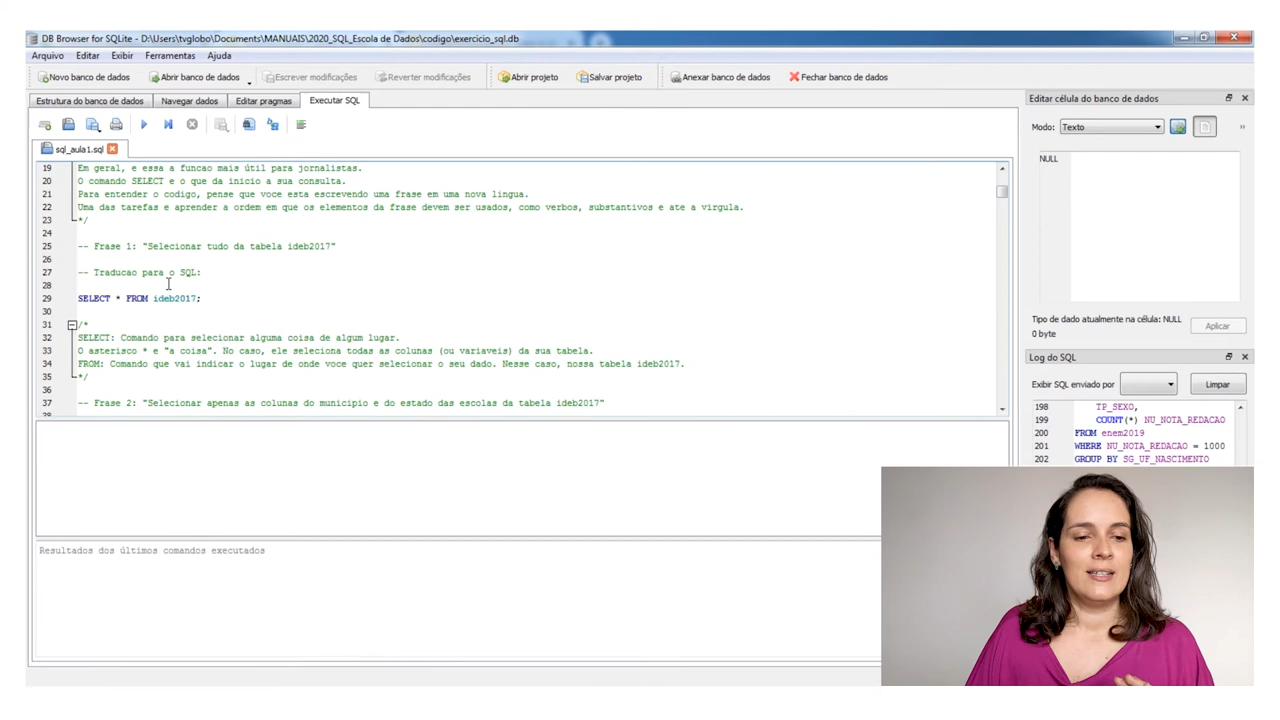 DB Browser for SQLite - D:\Users\tvglobo\Documents\MANUAIS\2020_SQL_Escola de Dados\codigo\exercicio_sql.db
Arquivo Editar Exibir Ferramentas Ajuda
Novo banco de dados Abrir banco de dados Escrever modificações Reverter modificações Abrir projeto Salvar projeto Anexar banco de dados Fechar banco de dados
Estrutura do banco de dados Navegar dados Editar pragmas Executar SQL
sql_aula1.sql
19 Em geral, e essa a funcao mais útil para jornalistas.
20 O comando SELECT e o que da inicio a sua consulta.
21 Para entender o codigo, pense que voce esta escrevendo uma frase em uma nova lingua.
22 Uma das tarefas e aprender a ordem em que os elementos da frase devem ser usados, como verbos, substantivos e ate a virgula.
23 */
24
25 -- Frase 1: "Selecionar tudo da tabela ideb2017"
26
27 -- Traducao para o SQL:
28
29 SELECT * FROM ideb2017;
30
31 /*
32 SELECT: Comando para selecionar alguma coisa de algum lugar.
33 O asterisco * e "a coisa". No caso, ele seleciona todas as colunas (ou variaveis) da sua tabela.
34 FROM: Comando que vai indicar o lugar de onde voce quer selecionar o seu dado. Nesse caso, nossa tabela ideb2017.
35 */
36
37 -- Frase 2: "Selecionar apenas as colunas do municipio e do estado das escolas da tabela ideb2017"
Resultados dos últimos comandos executados
Editar célula do banco de dados
Modo: Texto
NULL
Tipo de dado atualmente na célula: NULL
0 byte
Aplicar
Log do SQL
Exibir SQL enviado por Limpar
198 TP_SEXO,
199 COUNT(*) NU_NOTA_REDACAO
200 FROM enem2019
201 WHERE NU_NOTA_REDACAO = 1000
202 GROUP BY SG_UF_NASCIMENTO